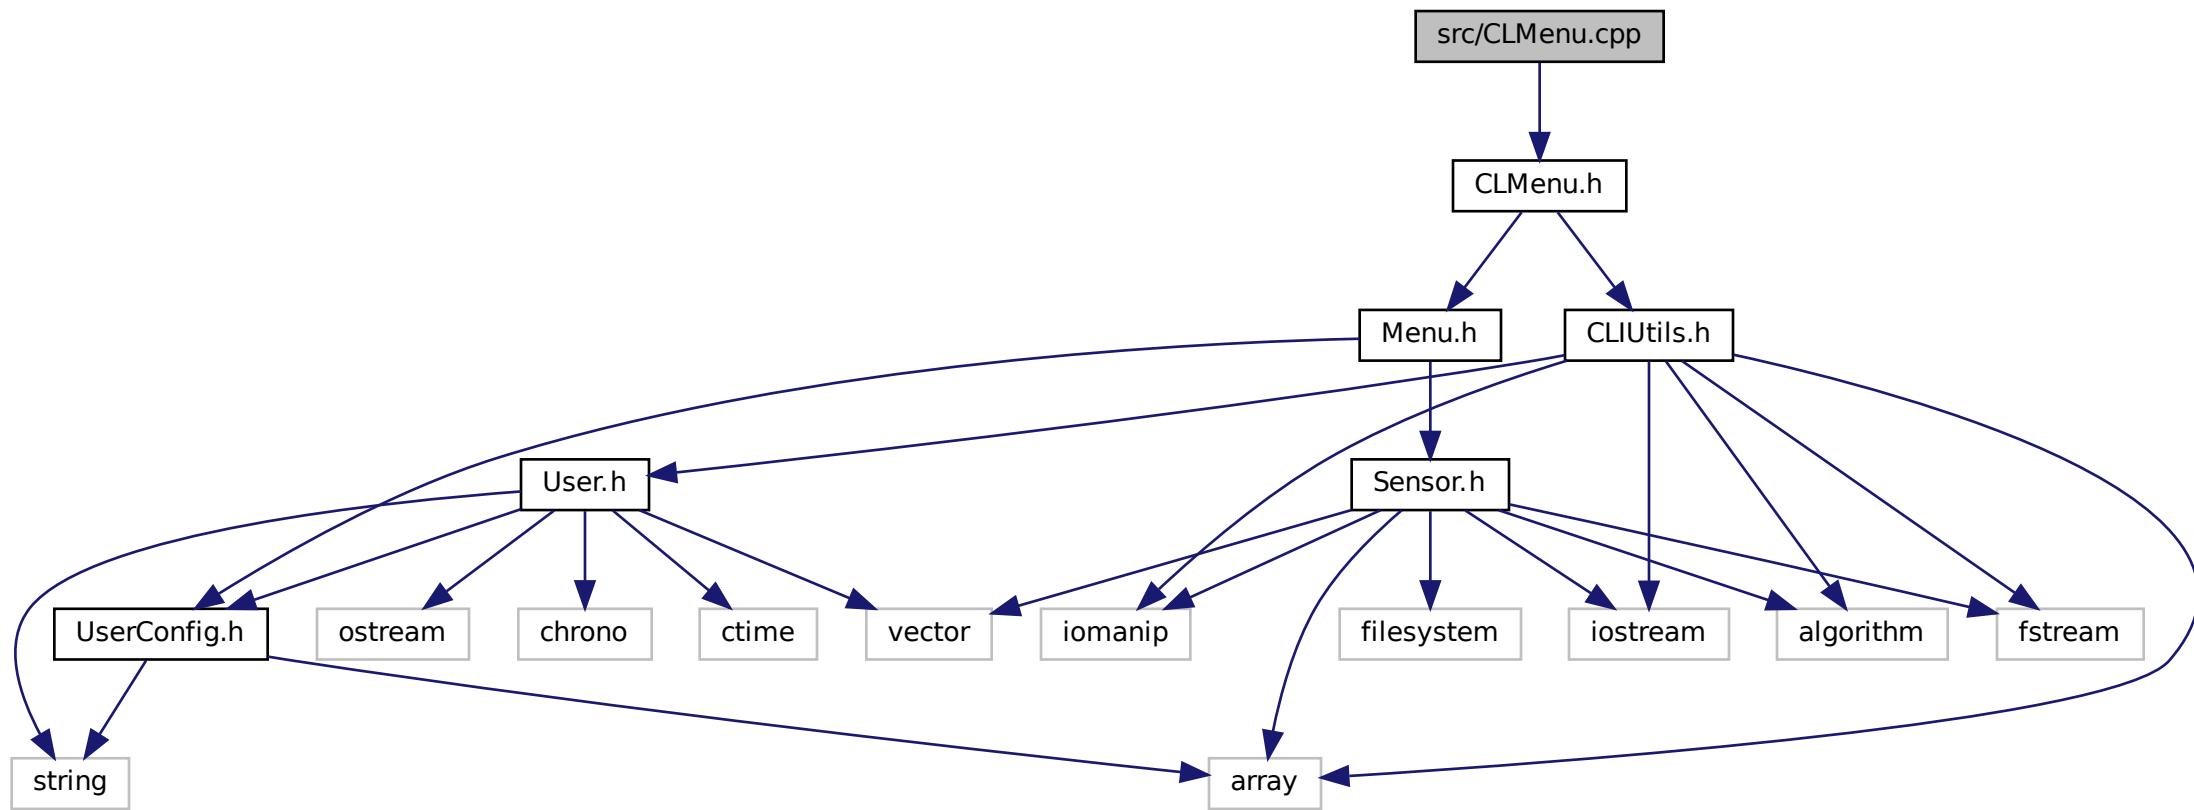 src/CLMenu.cpp
CLMenu.h
Menu.h
CLIUtils.h
User.h
Sensor.h
UserConfig.h
ostream
chrono
ctime
vector
iomanip
filesystem
iostream
algorithm
fstream
string
array